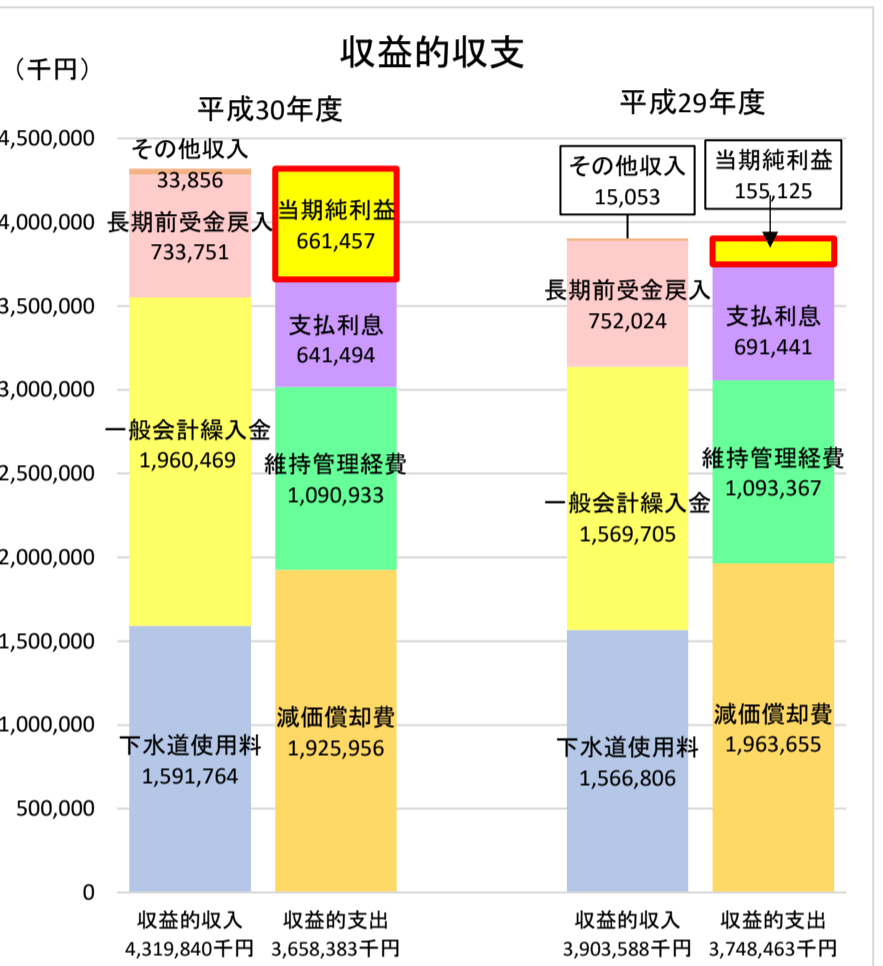 収益的収支
（千円）
平成30年度
平成29年度
4,500,000
4,000,000
3,500,000
3,000,000
2,500,000
2,000,000
1,500,000
1,000,000
500,000
0
その他収入
33,856
長期前受金戻入
733,751
一般会計繰入金
1,960,469
下水道使用料
1,591,764
当期純利益
661,457
支払利息
641,494
維持管理経費
1,090,933
減価償却費
1,925,956
その他収入
15,053
長期前受金戻入
752,024
一般会計繰入金
1,569,705
下水道使用料
1,566,806
当期純利益
155,125
支払利息
691,441
維持管理経費
1,093,367
減価償却費
1,963,655
収益的収入
4,319,840千円
収益的支出
3,658,383千円
収益的収入
3,903,588千円
収益的支出
3,748,463千円